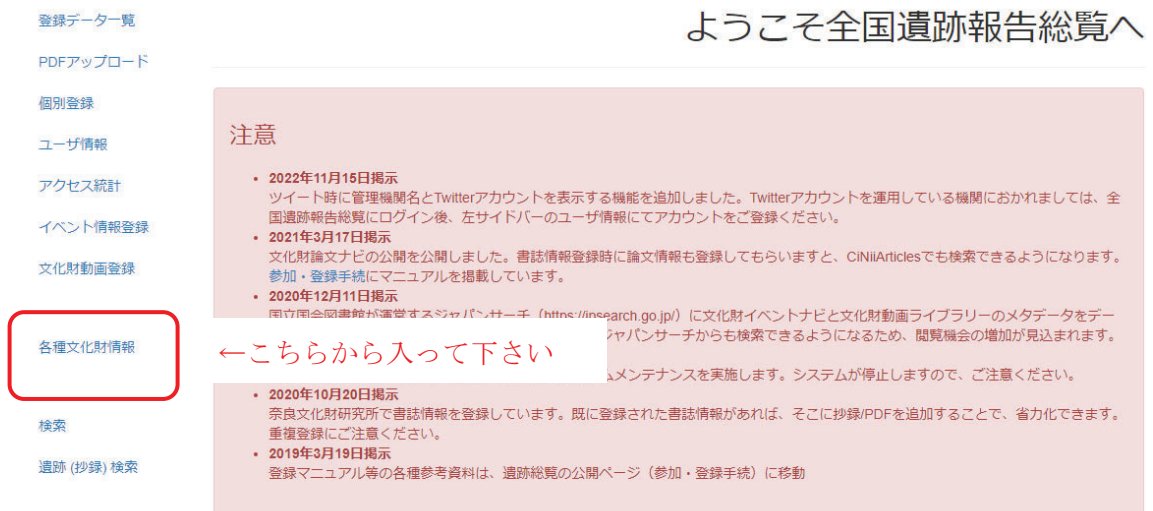 登録データ一覧
PDFアップロード
個別登録
ユーザ情報
アクセス統計
イベント情報登録
文化財動画登録
各種文化財情報
検索
遺跡 (抄録) 検索
ようこそ全国遺跡報告総覧へ
注意
• 2022年11月15日掲示
ツイート時に管理機関名とTwitterアカウントを表示する機能を追加しました。Twitterアカウントを運用している機関におかれましては、全
国遺跡報告総覧にログイン後、左サイドバーのユーザ情報にてアカウントをご登録ください。
• 2021年3月17日掲示
文化財論文ナビの公開を公開しました。書誌情報登録時に論文情報も登録してもらいますと、CiNiiArticlesでも検索できるようになります。
参加・登録手続にマニュアルを掲載しています。
• 2020年12月11日掲示
国立国会図書館が運営するジャパンサーチ（https://jpsearch.go.jp/）に文化財イベントナビと文化財動画ライブラリーのメタデータをデー
←こちらから入って下さい
ジャパンサーチからも検索できるようになるため、閲覧機会の増加が見込まれます。
ムメンテナンスを実施します。システムが停止しますので、ご注意ください。
• 2020年10月20日掲示
奈良文化財研究所で書誌情報を登録しています。既に登録された書誌情報があれば、そこに抄録/PDFを追加することで、省力化できます。
重複登録にご注意ください。
• 2019年3月19日掲示
登録マニュアル等の各種参考資料は、遺跡総覧の公開ページ（参加・登録手続）に移動